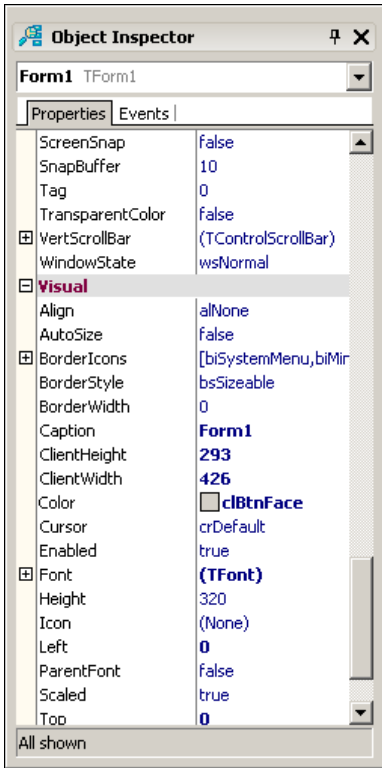 Object Inspector
Form1 TForm1
Properties Events
ScreenSnap false
SnapBuffer 10
Tag 0
TransparentColor false
VertScrollBar (TControlScrollBar)
WindowState wsNormal
Visual
Align alNone
AutoSize false
BorderIcons [biSystemMenu,biMir
BorderStyle bsSizeable
BorderWidth 0
Caption Form1
ClientHeight 293
ClientWidth 426
Color clBtnFace
Cursor crDefault
Enabled true
Font (TFont)
Height 320
Icon (None)
Left 0
ParentFont false
Scaled true
Top 0
All shown